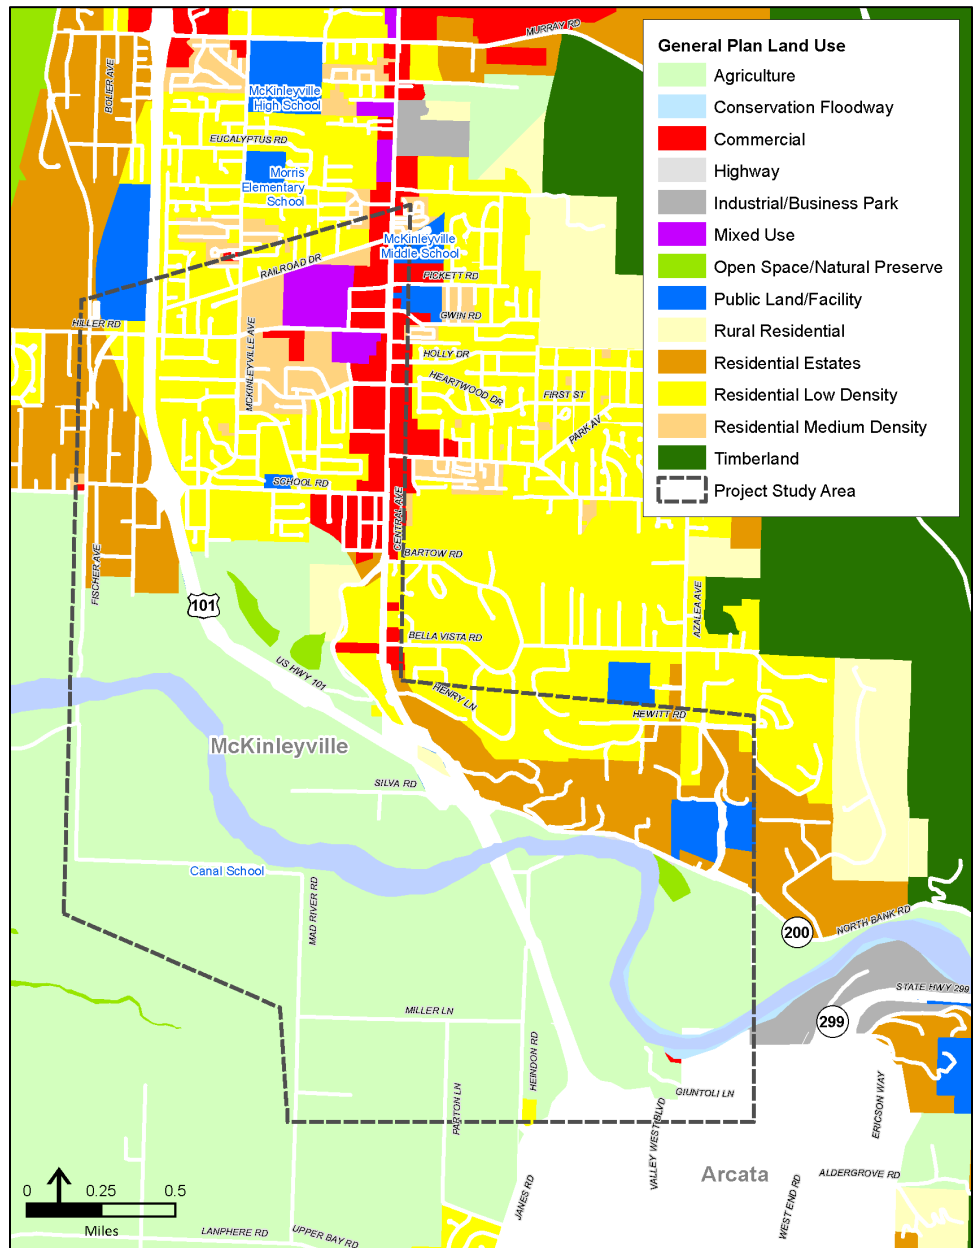 General Plan Land Use
Agriculture
Conservation Floodway
Commercial
Highway
Industrial/Business Park
Mixed Use
Open Space/Natural Preserve
Public Land/Facility
Rural Residential
Residential Estates
Residential Low Density
Residential Medium Density
Timberland
Project Study Area
MURRAY RD
BOLIER AVE
McKinleyville
High School
EUCALYPTUS RD
Morris
Elementary
School
McKinleyville
Middle School
RAILROAD DR
PICKETT RD
HILLER RD
GWIN RD
MCKINLEYVILLE AVE
HOLLY DR
HEARTWOOD DR
FIRST ST
PARK AV
SCHOOL RD
CENTRAL AVE
BARTOW RD
FISCHER AVE
101
AZALEA AVE
BELLA VISTA RD
US HWY 101
HENRY LN
HEWITT RD
McKinleyville
SILVA RD
Canal School
MAD RIVER RD
NORTH BANK RD
200
STATE HWY 299
299
MILLER LN
HEINDON RD
PARTON LN
GIUNTOLI LN
VALLEY WEST BLVD
ERICSON WAY
Arcata
ALDERGROVE RD
JANES RD
WEST END RD
LANPHERE RD
UPPER BAY RD
0 0.25 0.5
Miles